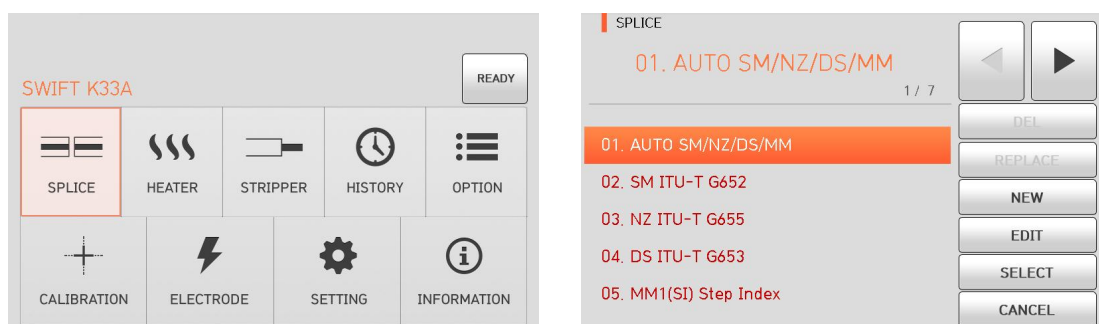 SWIFT K33A
READY
SPLICE
HEATER
STRIPPER
HISTORY
OPTION
CALIBRATION
ELECTRODE
SETTING
INFORMATION
SPLICE
01. AUTO SM/NZ/DS/MM
1 / 7
01. AUTO SM/NZ/DS/MM
02. SM ITU-T G652
03. NZ ITU-T G655
04. DS ITU-T G653
05. MM1(SI) Step Index
DEL
REPLACE
NEW
EDIT
SELECT
CANCEL